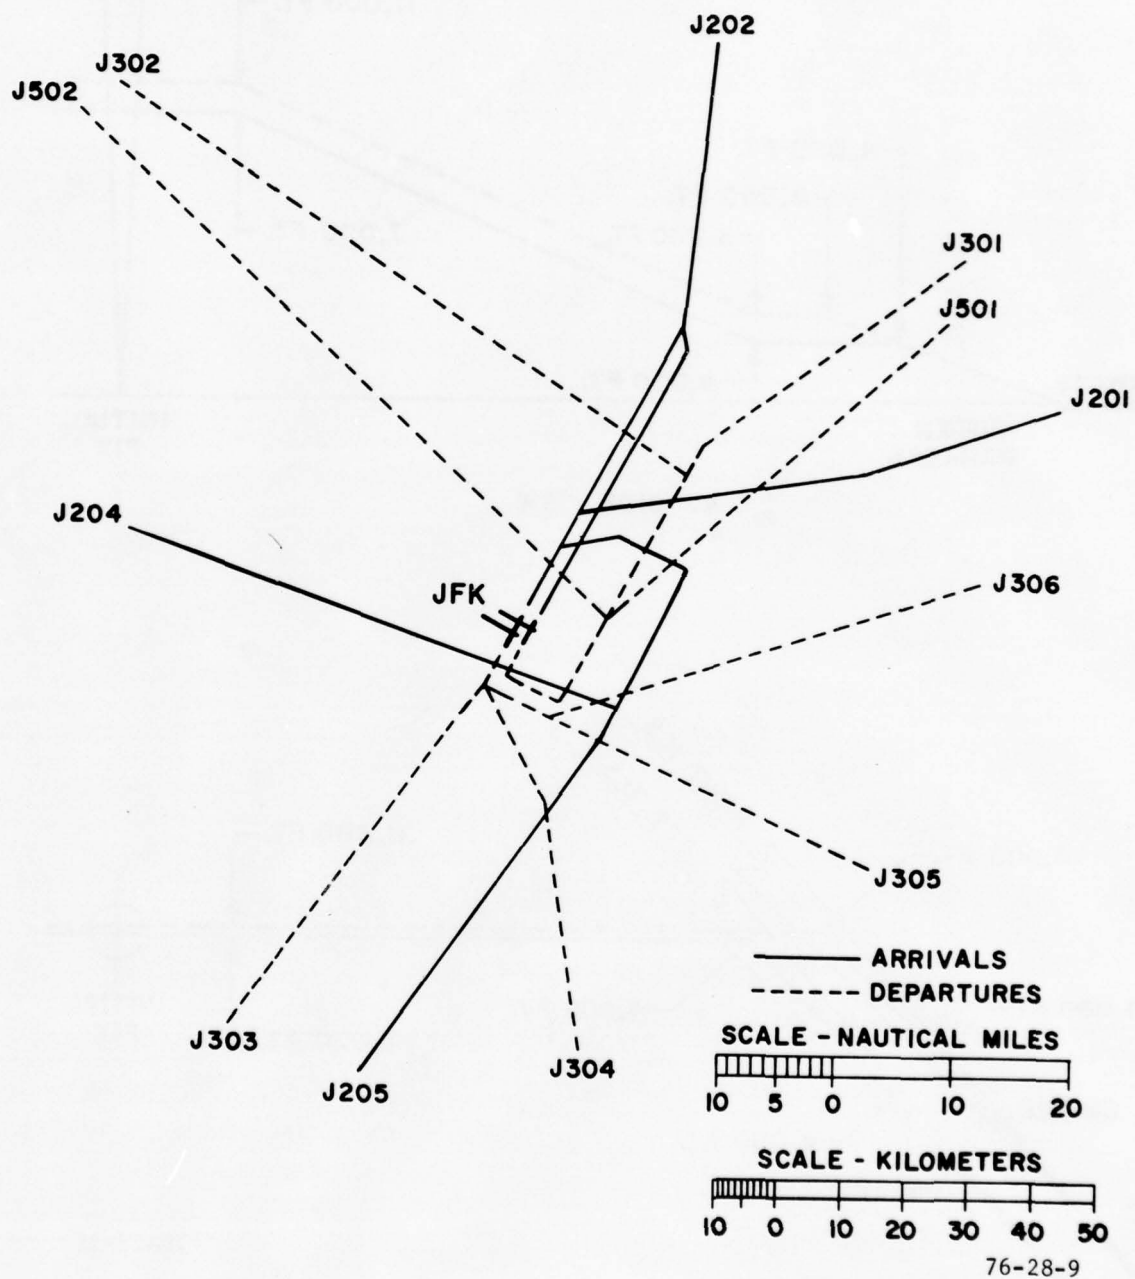 J202
J302
J502
J301
J501
J201
J204
JFK
J306
J305
ARRIVALS
DEPARTURES
J303
J304
J205
SCALE - NAUTICAL MILES
10 5 0 10 20
SCALE - KILOMETERS
10 0 10 20 30 40 50
76-28-9